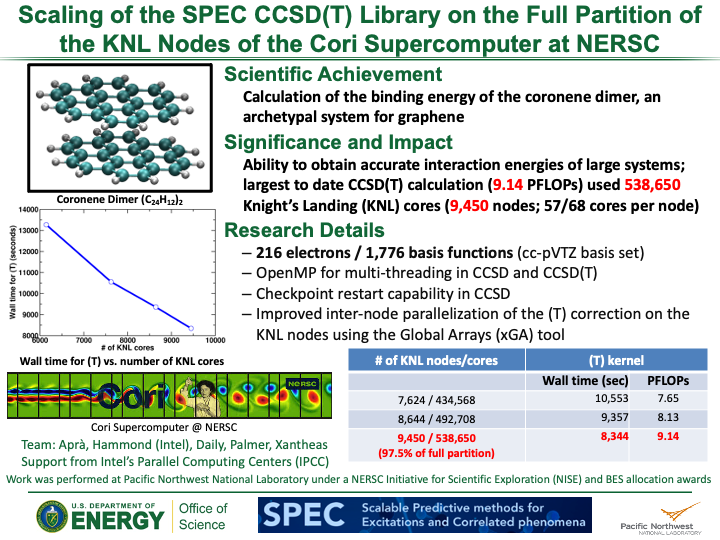 Scaling of the SPEC CCSD(T) Library on the Full Partition of
the KNL Nodes of the Cori Supercomputer at NERSC
Scientific Achievement
Calculation of the binding energy of the coronene dimer, an
archetypal system for graphene
Significance and Impact
Ability to obtain accurate interaction energies of large systems;
largest to date CCSD(T) calculation (9.14 PFLOPs) used 538,650
Knight's Landing (KNL) cores (9,450 nodes; 57/68 cores per node)
Research Details
– 216 electrons / 1,776 basis functions (cc-pVTZ basis set)
– OpenMP for multi-threading in CCSD and CCSD(T)
– Checkpoint restart capability in CCSD
– Improved inter-node parallelization of the (T) correction on the
KNL nodes using the Global Arrays (xGA) tool
Coronene Dimer (C24H12)2
Wall time for (T) (seconds)
14000
13000
12000
11000
10000
9000
8000
6000 7000 8000 9000 10000
# of KNL cores
Wall time for (T) vs. number of KNL cores
Cori
NERSC
Cori Supercomputer @ NERSC
Team: Aprà, Hammond (Intel), Daily, Palmer, Xantheas
Support from Intel's Parallel Computing Centers (IPCC)
# of KNL nodes/cores (T) kernel
Wall time (sec) PFLOPs
7,624 / 434,568 10,553 7.65
8,644 / 492,708 9,357 8.13
9,450 / 538,650 8,344 9.14
(97.5% of full partition)
Work was performed at Pacific Northwest National Laboratory under a NERSC Initiative for Scientific Exploration (NISE) and BES allocation awards
U.S. DEPARTMENT OF
ENERGY
Office of
Science
SPEC
Scalable Predictive methods for
Excitations and Correlated phenomena
Pacific Northwest
NATIONAL LABORATORY